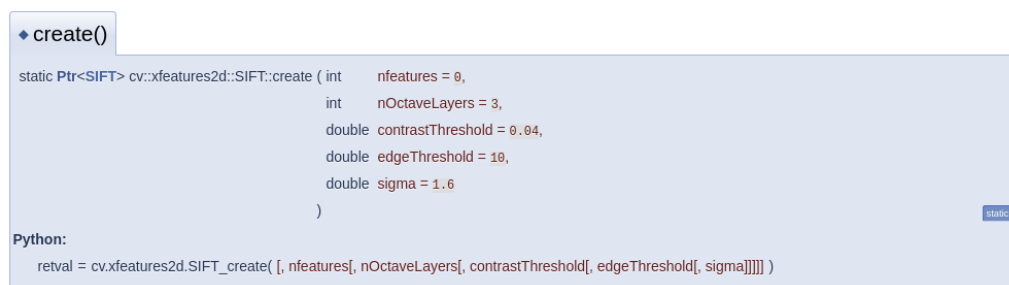 ◆ create()
static Ptr<SIFT> cv::xfeatures2d::SIFT::create ( int nfeatures = 0,
int nOctaveLayers = 3,
double contrastThreshold = 0.04,
double edgeThreshold = 10,
double sigma = 1.6
)
static
Python:
retval = cv.xfeatures2d.SIFT_create( [, nfeatures[, nOctaveLayers[, contrastThreshold[, edgeThreshold[, sigma]]]]] )